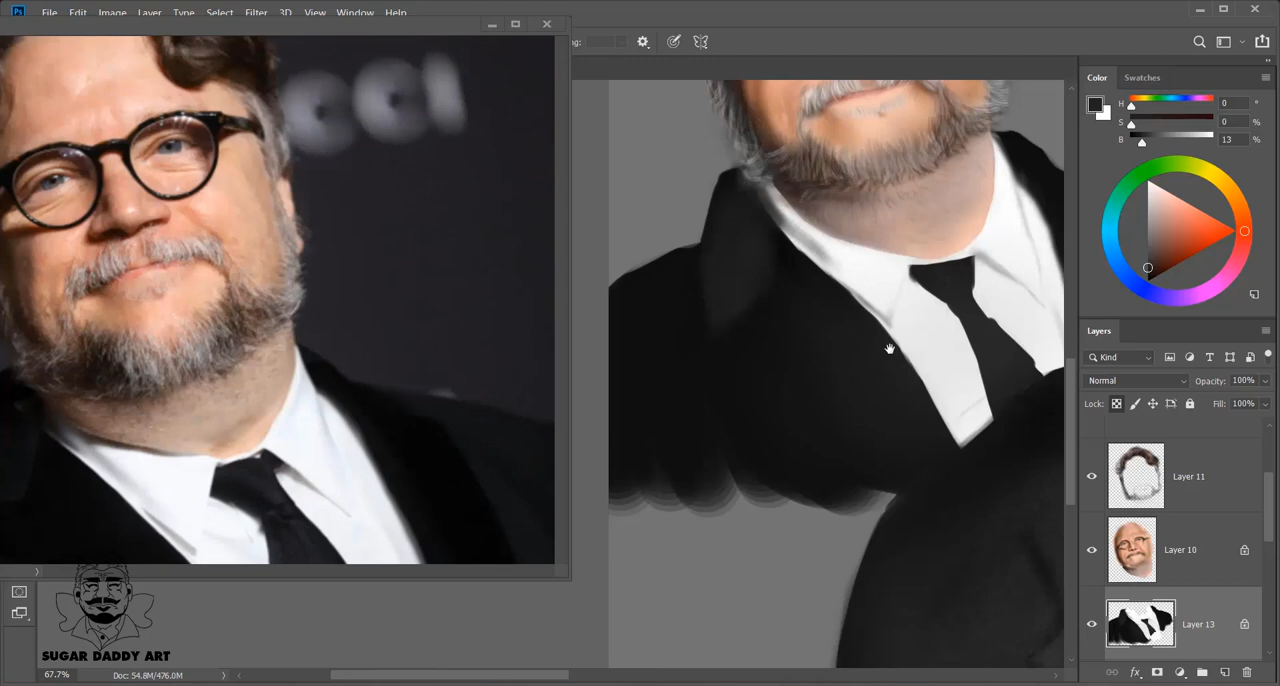 Ps File Edit Image Layer Type Select Filter 3D View Window Help
Color Swatches
H 0 °
S 0 %
B 13 %
Layers
Kind
Normal Opacity: 100%
Lock: Fill: 100%
Layer 11
Layer 10
Layer 13
fx
SUGAR DADDY ART
67.7% Doc: 54.8M/476.0M